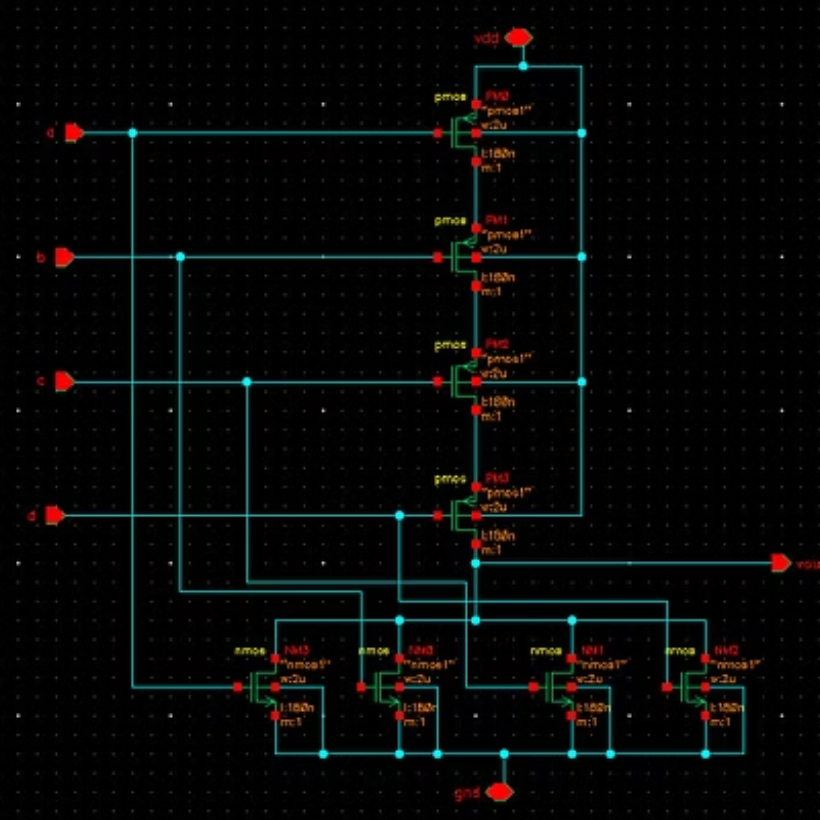 vdd
pmos PM0
"pmos1"
w:2u
l:180n
m:1
b
pmos PM1
"pmos1"
w:2u
l:180n
m:1
c
pmos PM2
"pmos1"
w:2u
l:180n
m:1
d
pmos PM3
"pmos1"
w:2u
l:180n
m:1
nmos NM3 nmos NM0 nmos NM1 nmos NM2
"nmos1" "nmos1" "nmos1" "nmos1"
w:2u w:2u w:2u w:2u
l:180n l:180n l:180n l:180n
m:1 m:1 m:1 m:1
gnd